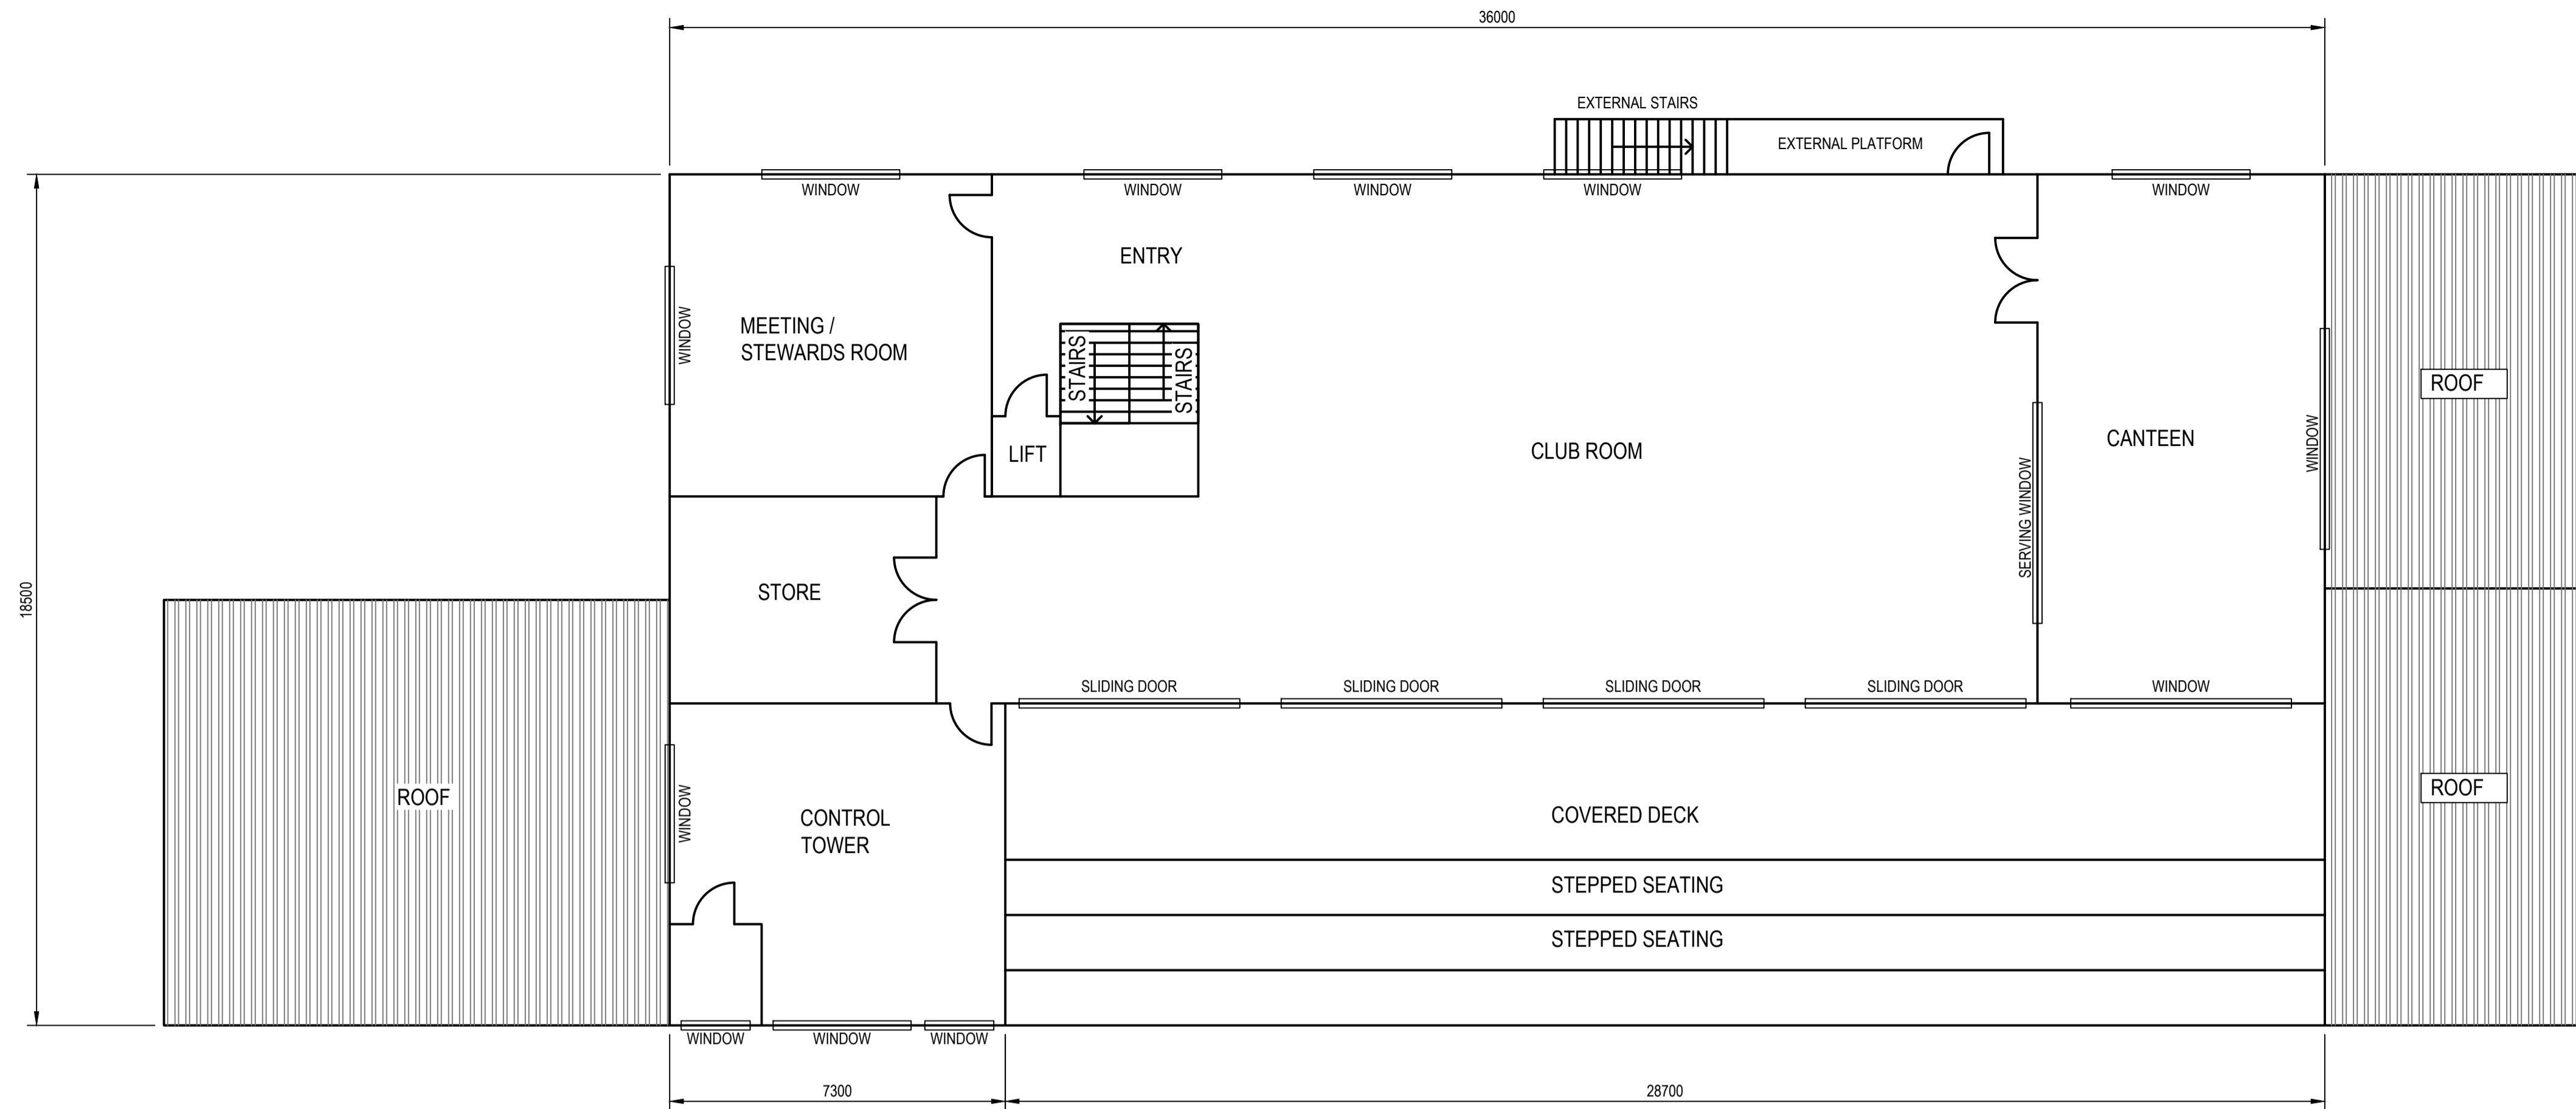 36000
EXTERNAL STAIRS
EXTERNAL PLATFORM
WINDOW
WINDOW
WINDOW
WINDOW
WINDOW
ENTRY
MEETING /
STEWARDS ROOM
WINDOW
STAIRS
STAIRS
LIFT
CLUB ROOM
CANTEEN
WINDOW
SERVING WINDOW
ROOF
STORE
18500
SLIDING DOOR
SLIDING DOOR
SLIDING DOOR
SLIDING DOOR
WINDOW
ROOF
ROOF
WINDOW
CONTROL
TOWER
COVERED DECK
STEPPED SEATING
STEPPED SEATING
WINDOW
WINDOW
WINDOW
7300
28700